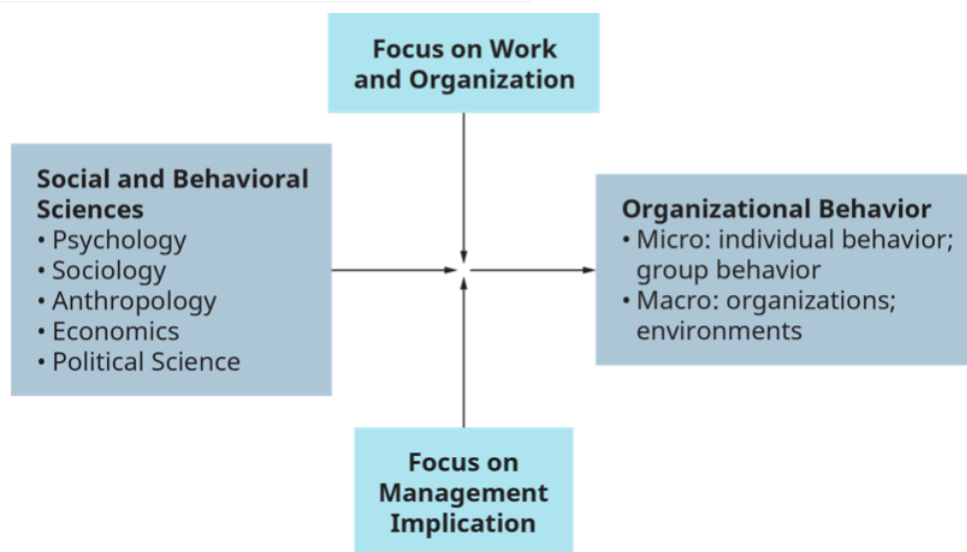 Focus on Work
and Organization
Social and Behavioral
Sciences
• Psychology
• Sociology
• Anthropology
• Economics
• Political Science
Organizational Behavior
• Micro: individual behavior;
group behavior
• Macro: organizations;
environments
Focus on
Management
Implication